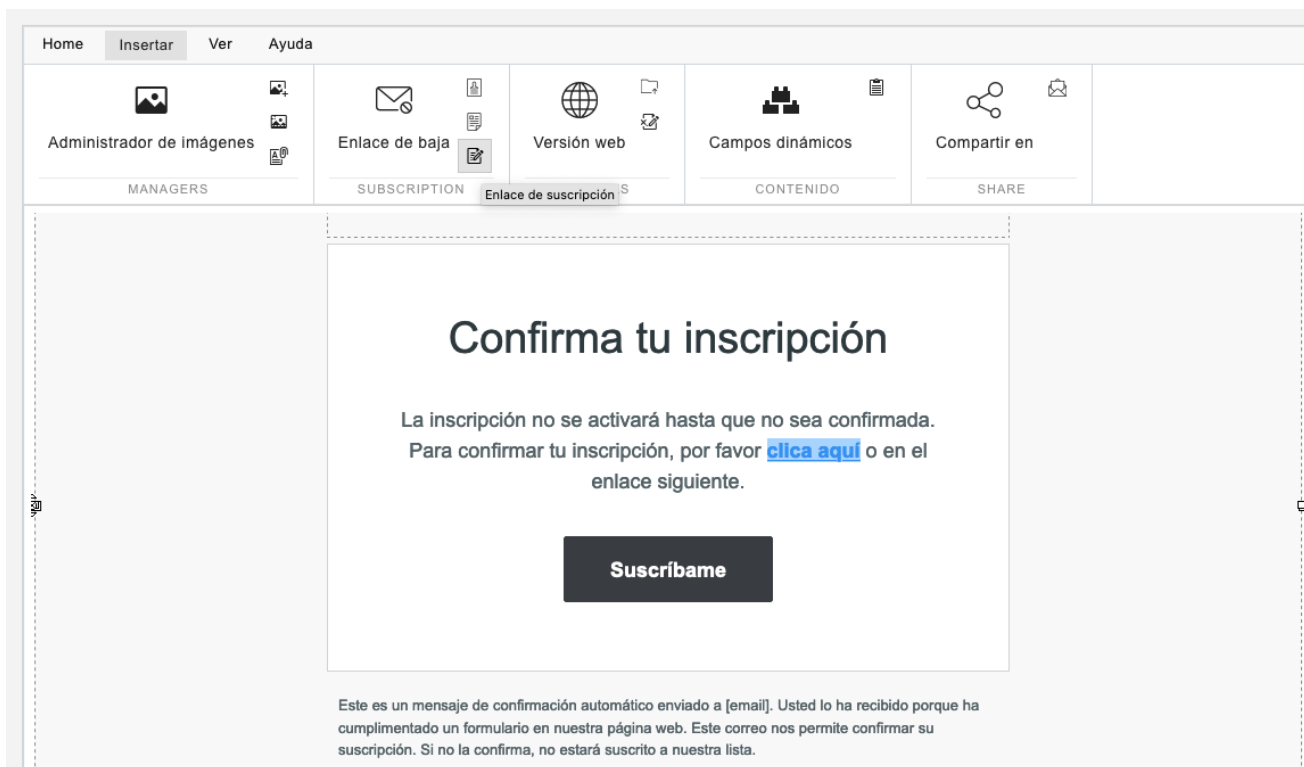 Home Insertar Ver Ayuda
Administrador de imágenes Enlace de baja Versión web Campos dinámicos Compartir en
MANAGERS SUBSCRIPTION S CONTENIDO SHARE
Enlace de suscripción
Confirma tu inscripción
La inscripción no se activará hasta que no sea confirmada.
Para confirmar tu inscripción, por favor clica aquí o en el
enlace siguiente.
Suscríbame
Este es un mensaje de confirmación automático enviado a [email]. Usted lo ha recibido porque ha
cumplimentado un formulario en nuestra página web. Este correo nos permite confirmar su
suscripción. Si no la confirma, no estará suscrito a nuestra lista.